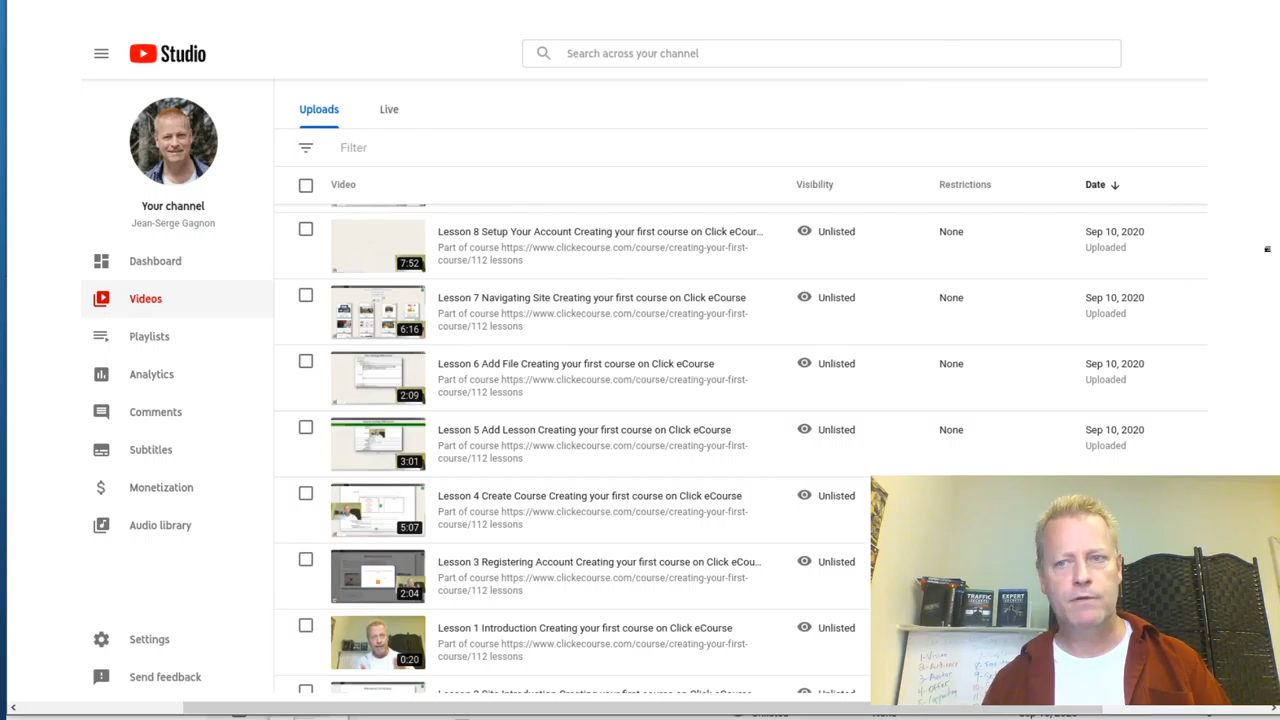 Studio
Search across your channel
Your channel
Jean-Serge Gagnon
Dashboard
Videos
Playlists
Analytics
Comments
Subtitles
Monetization
Audio library
Settings
Send feedback
Uploads Live
Filter
Video Visibility Restrictions Date
7:52
Lesson 8 Setup Your Account Creating your first course on Click eCour...
Part of course https://www.clickecourse.com/course/creating-your-first-
course/112 lessons
Unlisted None Sep 10, 2020
Uploaded
6:16
Lesson 7 Navigating Site Creating your first course on Click eCourse
Part of course https://www.clickecourse.com/course/creating-your-first-
course/112 lessons
Unlisted None Sep 10, 2020
Uploaded
2:09
Lesson 6 Add File Creating your first course on Click eCourse
Part of course https://www.clickecourse.com/course/creating-your-first-
course/112 lessons
Unlisted None Sep 10, 2020
Uploaded
3:01
Lesson 5 Add Lesson Creating your first course on Click eCourse
Part of course https://www.clickecourse.com/course/creating-your-first-
course/112 lessons
Unlisted None Sep 10, 2020
Uploaded
5:07
Lesson 4 Create Course Creating your first course on Click eCourse
Part of course https://www.clickecourse.com/course/creating-your-first-
course/112 lessons
Unlisted
2:04
Lesson 3 Registering Account Creating your first course on Click eCou...
Part of course https://www.clickecourse.com/course/creating-your-first-
course/112 lessons
Unlisted
0:20
Lesson 1 Introduction Creating your first course on Click eCourse
Part of course https://www.clickecourse.com/course/creating-your-first-
course/112 lessons
Unlisted
TRAFFIC
SECRETS
EXPERT
SECRETS
1-Vision